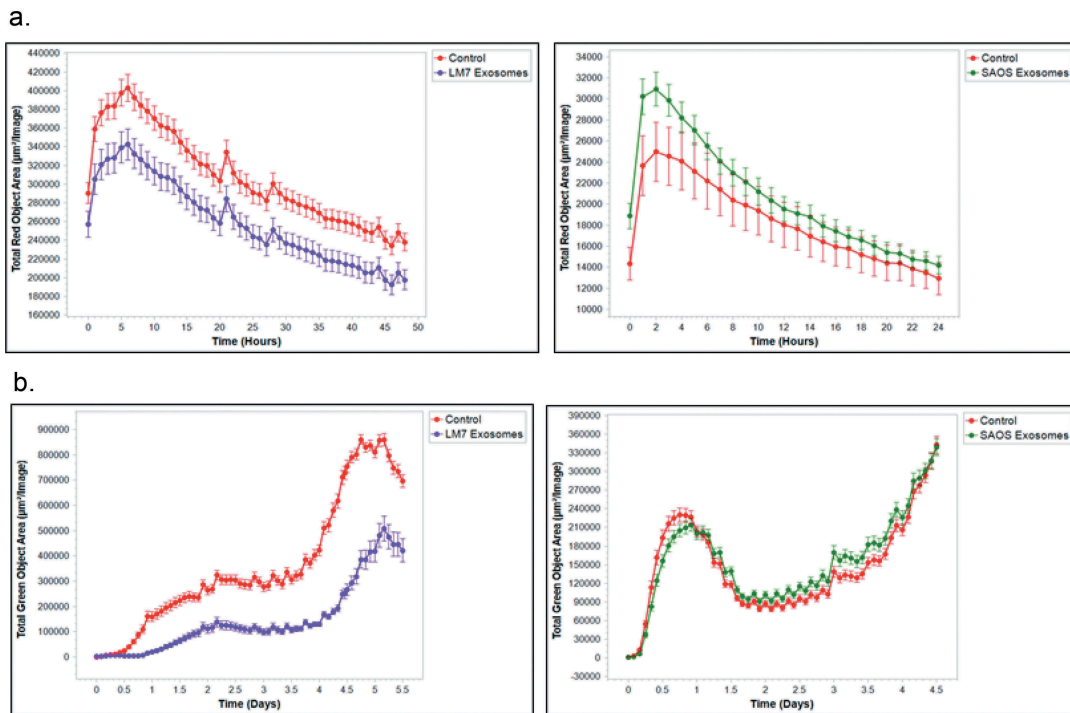 a.
Control
LM7 Exosomes
Total Red Object Area (µm²/Image)
440000
420000
400000
380000
360000
340000
320000
300000
280000
260000
240000
220000
200000
180000
160000
0 5 10 15 20 25 30 35 40 45 50
Time (Hours)
Control
SAOS Exosomes
Total Red Object Area (µm²/Image)
34000
32000
30000
28000
26000
24000
22000
20000
18000
16000
14000
12000
10000
0 2 4 6 8 10 12 14 16 18 20 22 24
Time (Hours)
b.
Control
LM7 Exosomes
Total Green Object Area (µm²/Image)
900000
800000
700000
600000
500000
400000
300000
200000
100000
0
0 0.5 1 1.5 2 2.5 3 3.5 4 4.5 5 5.5
Time (Days)
Control
SAOS Exosomes
Total Green Object Area (µm²/Image)
390000
360000
330000
300000
270000
240000
210000
180000
150000
120000
90000
60000
30000
0
-30000
0 0.5 1 1.5 2 2.5 3 3.5 4 4.5
Time (Days)